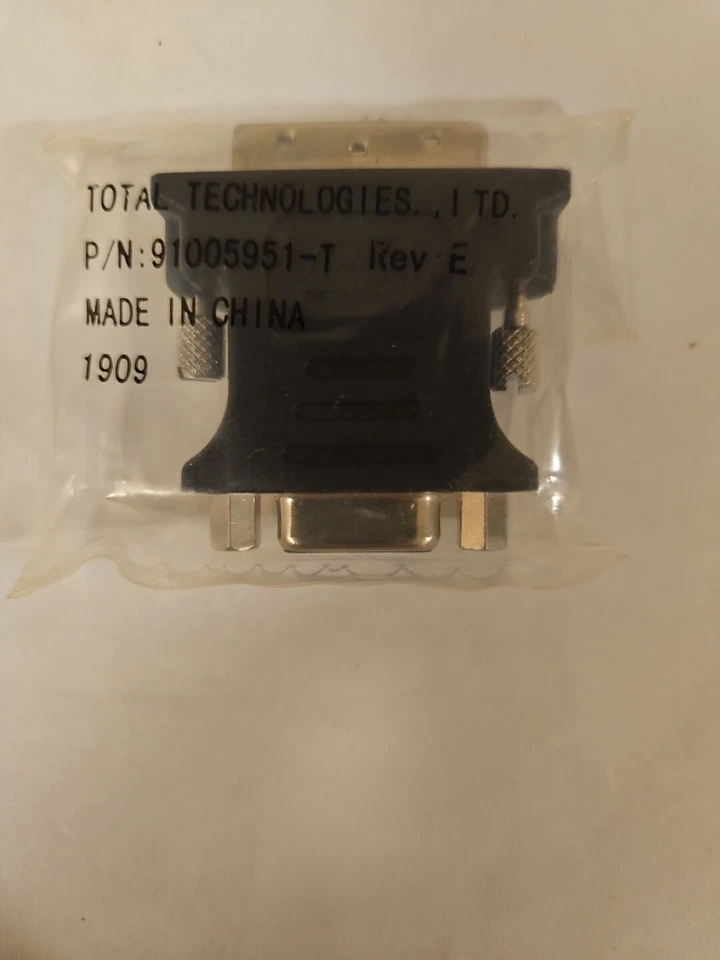 TOTAL TECHNOLOGIES.,LTD.
P/N:91005951-T Rev E
MADE IN CHINA
1909